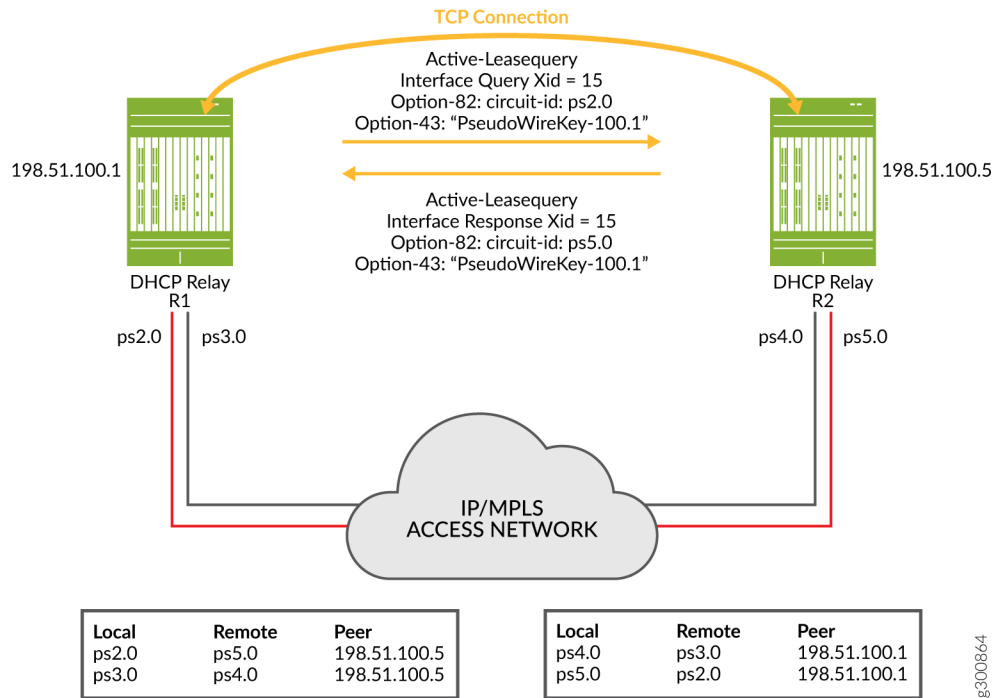 TCP Connection
Active-Leasequery
Interface Query Xid = 15
Option-82: circuit-id: ps2.0
Option-43: “PseudoWireKey-100.1”
198.51.100.1
198.51.100.5
Active-Leasequery
Interface Response Xid = 15
Option-82: circuit-id: ps5.0
Option-43: “PseudoWireKey-100.1”
DHCP Relay
R1
DHCP Relay
R2
ps2.0
ps3.0
ps4.0
ps5.0
IP/MPLS
ACCESS NETWORK
Local Remote Peer
ps2.0 ps5.0 198.51.100.5
ps3.0 ps4.0 198.51.100.5
Local Remote Peer
ps4.0 ps3.0 198.51.100.1
ps5.0 ps2.0 198.51.100.1
g300864